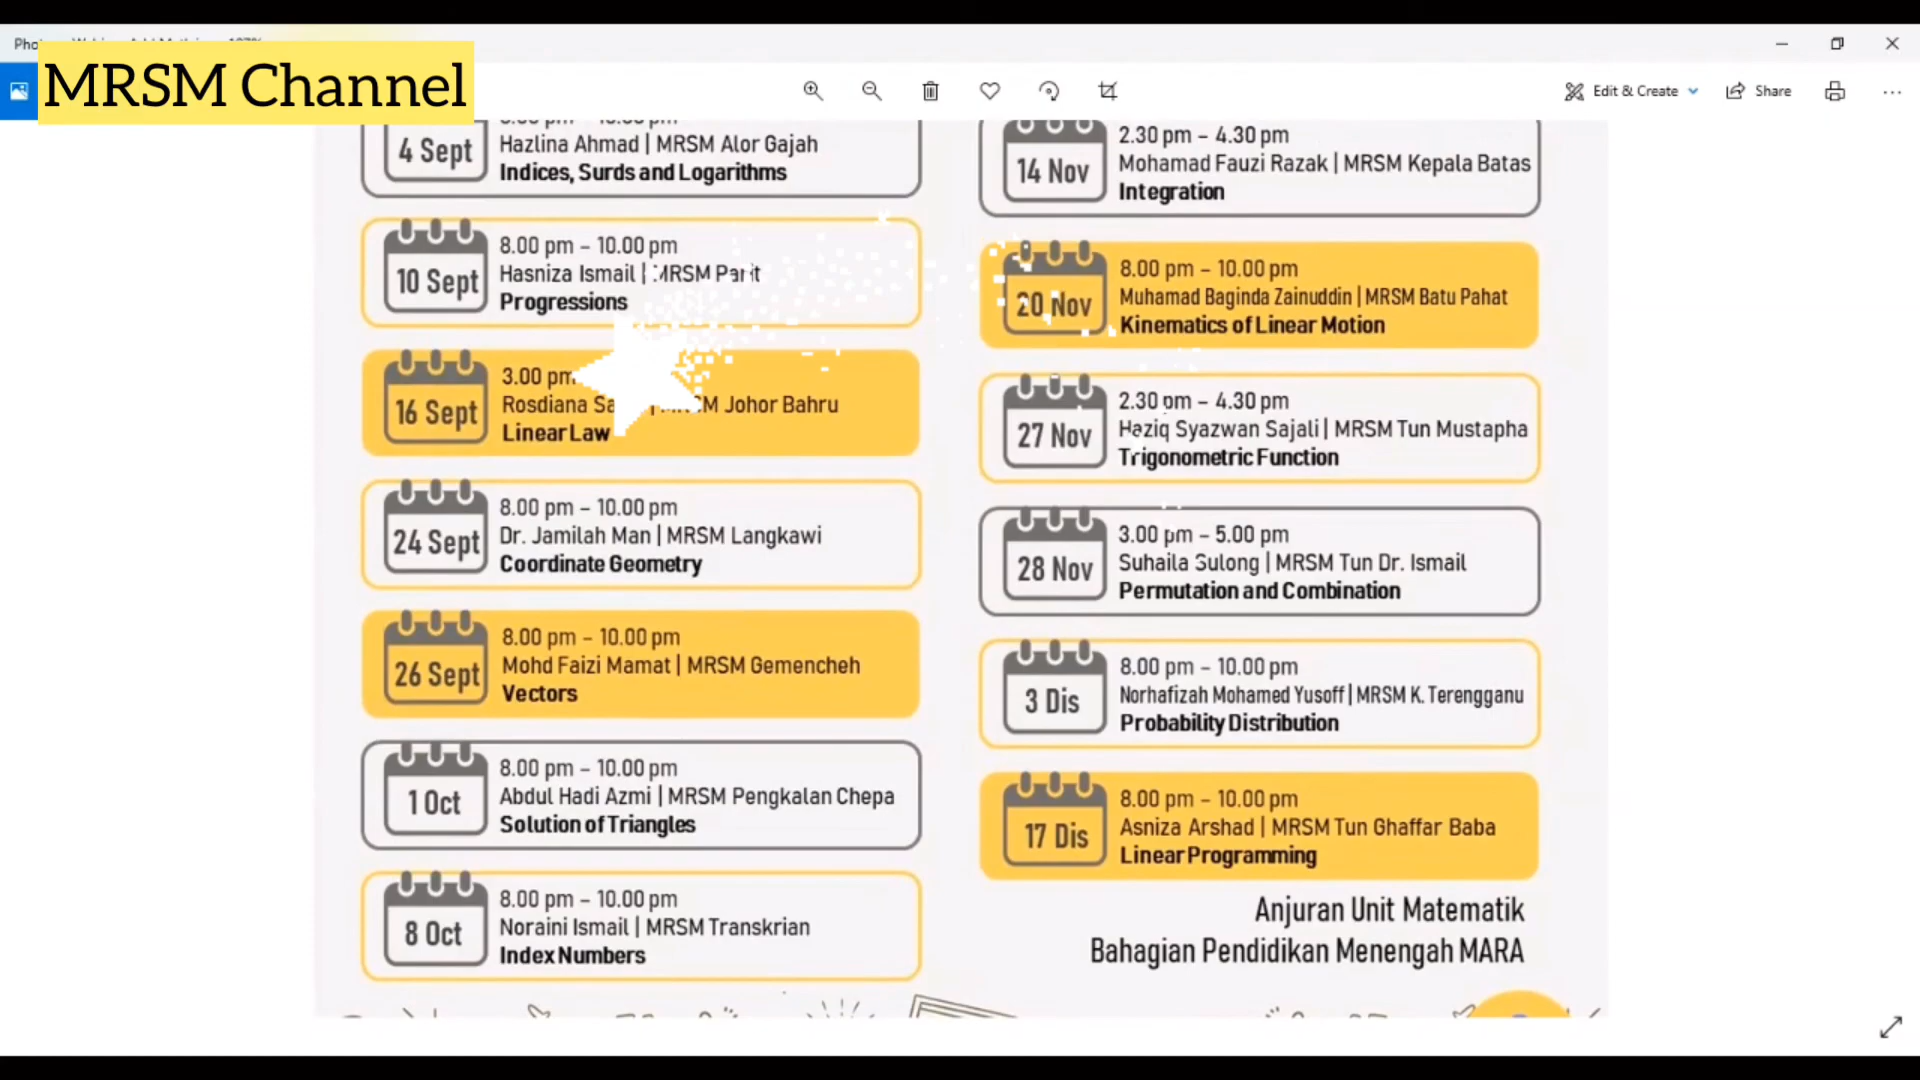 MRSM Channel
Edit & Create
Share
4 Sept
Hazlina Ahmad | MRSM Alor Gajah
Indices, Surds and Logarithms
10 Sept
8.00 pm – 10.00 pm
Hasniza Ismail | MRSM Parit
Progressions
16 Sept
3.00 pm
Rosdiana | MRSM Johor Bahru
Linear Law
24 Sept
8.00 pm – 10.00 pm
Dr. Jamilah Man | MRSM Langkawi
Coordinate Geometry
26 Sept
8.00 pm – 10.00 pm
Mohd Faizi Mamat | MRSM Gemencheh
Vectors
1 Oct
8.00 pm – 10.00 pm
Abdul Hadi Azmi | MRSM Pengkalan Chepa
Solution of Triangles
8 Oct
8.00 pm – 10.00 pm
Noraini Ismail | MRSM Transkrian
Index Numbers
14 Nov
2.30 pm – 4.30 pm
Mohamad Fauzi Razak | MRSM Kepala Batas
Integration
20 Nov
8.00 pm – 10.00 pm
Muhamad Baginda Zainuddin | MRSM Batu Pahat
Kinematics of Linear Motion
27 Nov
2.30 pm – 4.30 pm
Haziq Syazwan Sajali | MRSM Tun Mustapha
Trigonometric Function
28 Nov
3.00 pm – 5.00 pm
Suhaila Sulong | MRSM Tun Dr. Ismail
Permutation and Combination
3 Dis
8.00 pm – 10.00 pm
Norhafizah Mohamed Yusoff | MRSM K. Terengganu
Probability Distribution
17 Dis
8.00 pm – 10.00 pm
Asniza Arshad | MRSM Tun Ghaffar Baba
Linear Programming
Anjuran Unit Matematik
Bahagian Pendidikan Menengah MARA